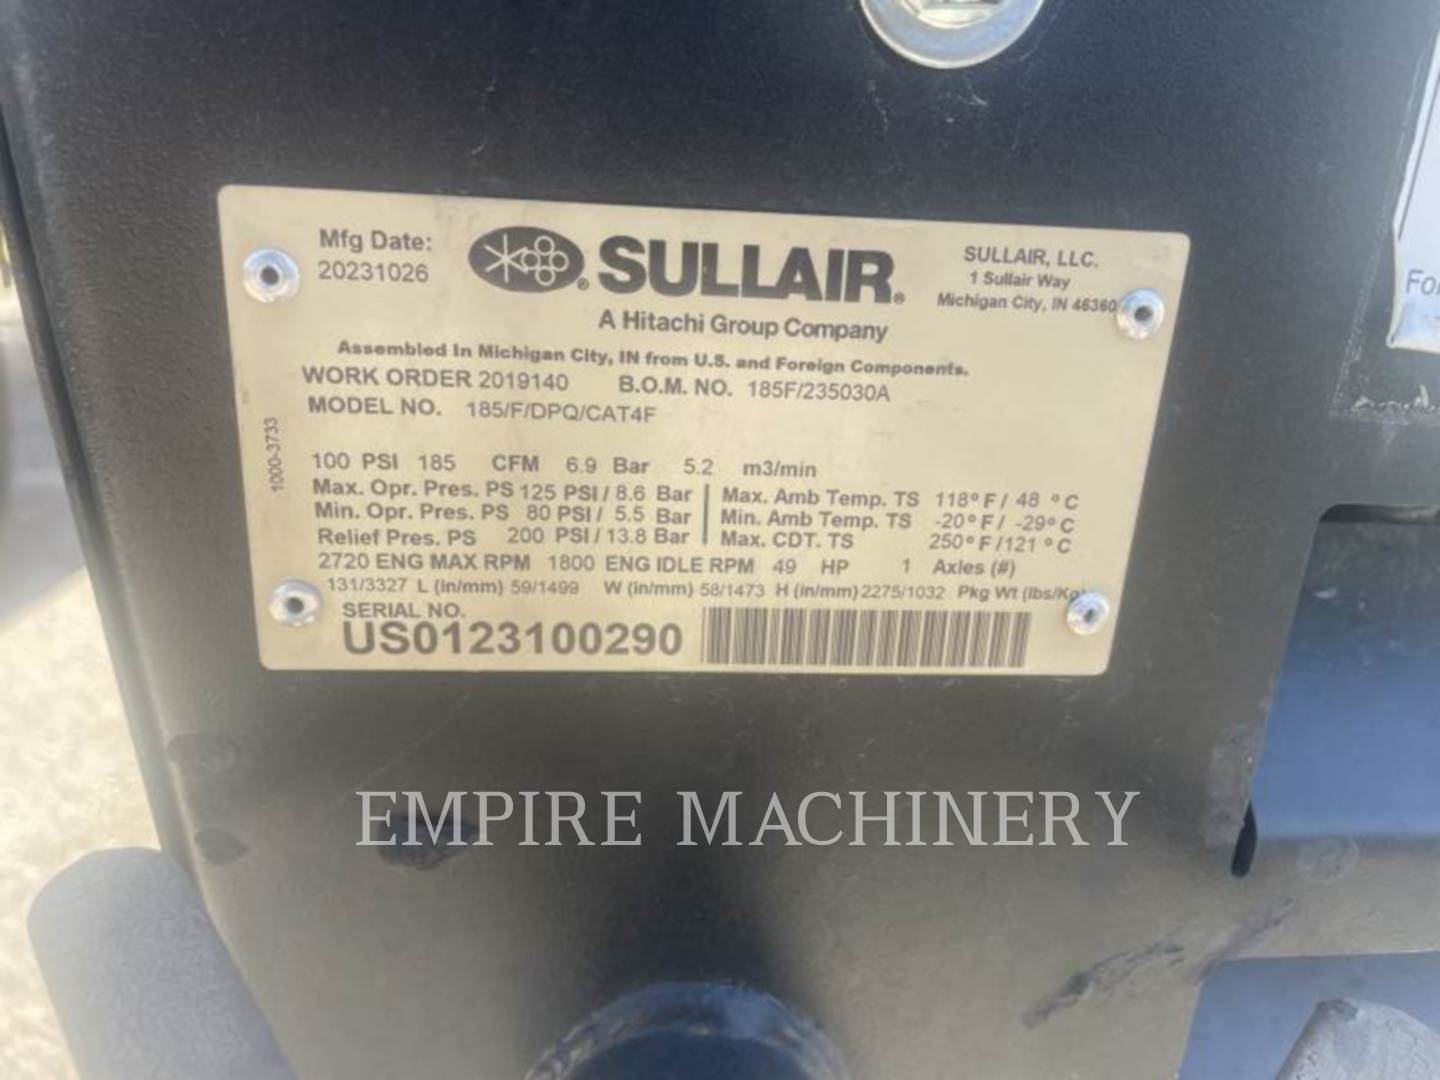 Mfg Date:
20231026
SULLAIR®
A Hitachi Group Company
SULLAIR, LLC.
1 Sullair Way
Michigan City, IN 46360
Assembled In Michigan City, IN from U.S. and Foreign Components.
WORK ORDER 2019140 B.O.M. NO. 185F/235030A
MODEL NO. 185/F/DPQ/CAT4F
1000-3733
100 PSI 185 CFM 6.9 Bar 5.2 m3/min
Max. Opr. Pres. PS 125 PSI/ 8.6 Bar Max. Amb Temp. TS 118° F/ 48 °C
Min. Opr. Pres. PS 80 PSI/ 5.5 Bar Min. Amb Temp. TS -20° F/ -29° C
Relief Pres. PS 200 PSI/ 13.8 Bar Max. CDT. TS 250° F/121 °C
2720 ENG MAX RPM 1800 ENG IDLE RPM 49 HP 1 Axles (#)
131/3327 L (in/mm) 59/1499 W (in/mm) 58/1473 H (in/mm) 2275/1032 Pkg Wt (lbs/Kg)
SERIAL NO.
US0123100290
For
EMPIRE MACHINERY